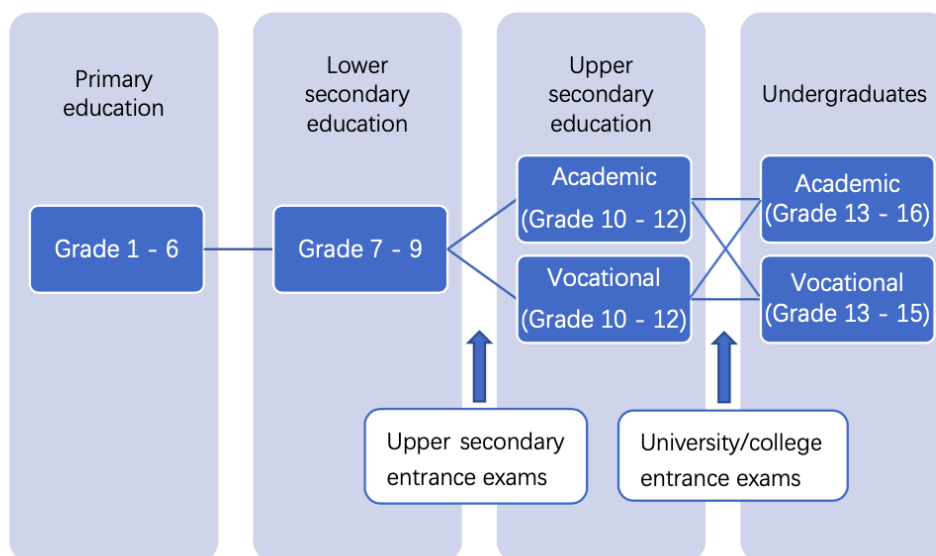 Primary
education
Lower
secondary
education
Upper
secondary
education
Undergraduates
Grade 1 - 6
Grade 7 - 9
Academic
(Grade 10 - 12)
Vocational
(Grade 10 - 12)
Academic
(Grade 13 - 16)
Vocational
(Grade 13 - 15)
Upper secondary
entrance exams
University/college
entrance exams